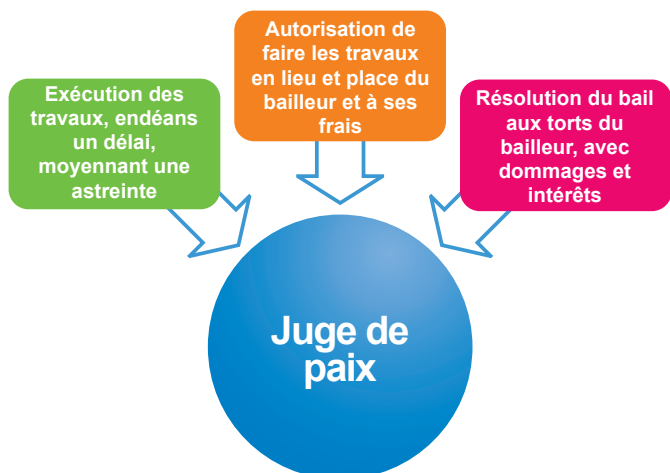 Exécution des
travaux, endéans
un délai,
moyennant une
astreinte
Autorisation de
faire les travaux
en lieu et place du
bailleur et à ses
frais
Résolution du bail
aux torts du
bailleur, avec
dommages et
intérêts
Juge de
paix